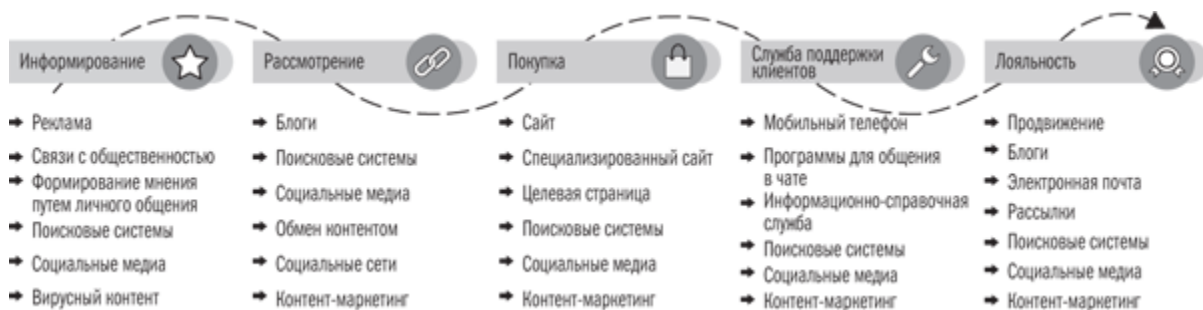 Информирование
Реклама
Связи с общественностью
Формирование мнения
путем личного общения
Поисковые системы
Социальные медиа
Вирусный контент
Рассмотрение
Блоги
Поисковые системы
Социальные медиа
Обмен контентом
Социальные сети
Контент-маркетинг
Покупка
Сайт
Специализированный сайт
Целевая страница
Поисковые системы
Социальные медиа
Контент-маркетинг
Служба поддержки
клиентов
Мобильный телефон
Программы для общения
в чате
Информационно-справочная
служба
Поисковые системы
Социальные медиа
Контент-маркетинг
Лояльность
Продвижение
Блоги
Электронная почта
Рассылки
Поисковые системы
Социальные медиа
Контент-маркетинг